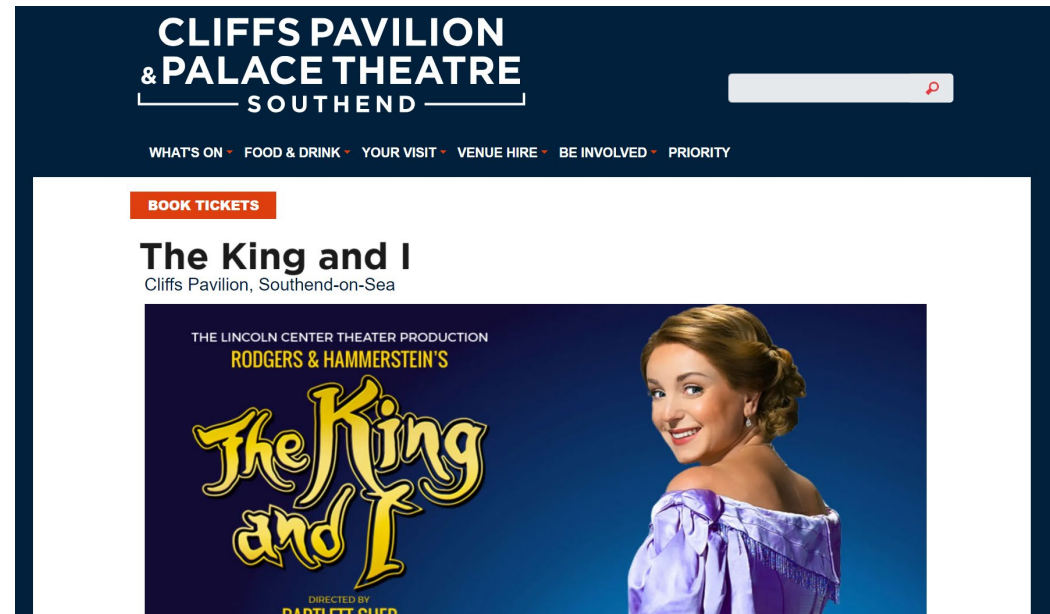 CLIFFS PAVILION
& PALACE THEATRE
SOUTHEND
WHAT'S ON FOOD & DRINK YOUR VISIT VENUE HIRE BE INVOLVED PRIORITY
BOOK TICKETS
The King and I
Cliffs Pavilion, Southend-on-Sea
THE LINCOLN CENTER THEATER PRODUCTION
RODGERS & HAMMERSTEIN'S
The King
and I
DIRECTED BY
BARTLETT SHER